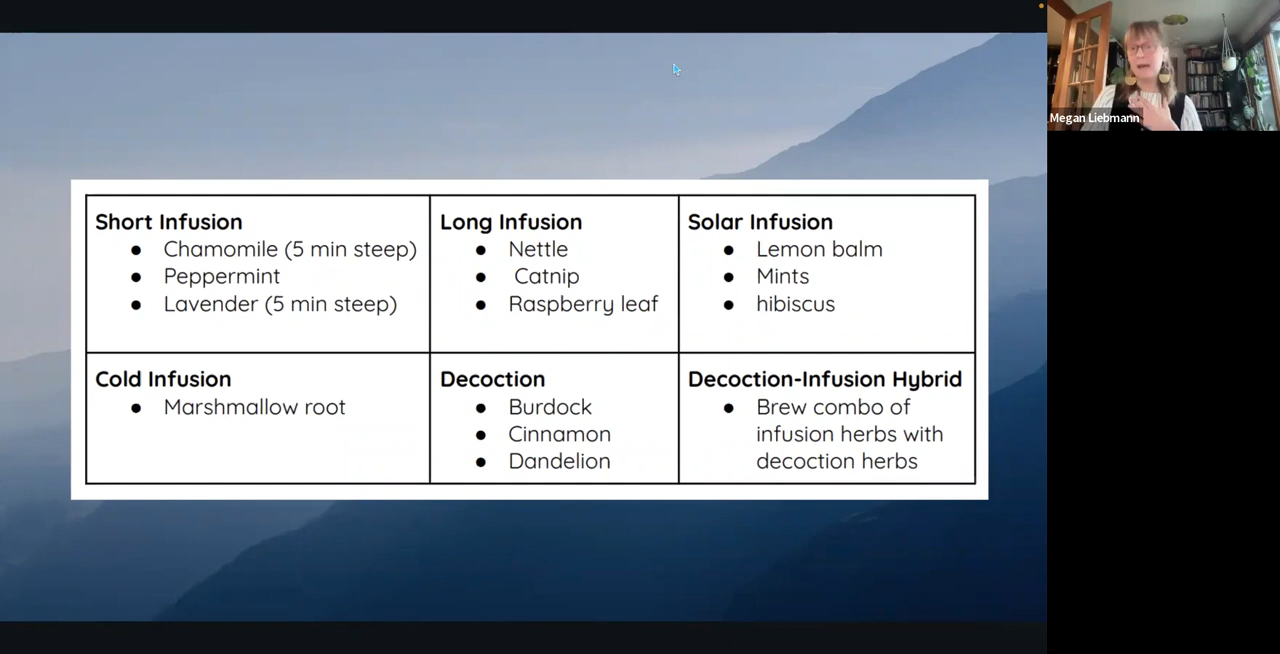 Short Infusion
● Chamomile (5 min steep)
● Peppermint
● Lavender (5 min steep)
Long Infusion
● Nettle
● Catnip
● Raspberry leaf
Solar Infusion
● Lemon balm
● Mints
● hibiscus
Cold Infusion
● Marshmallow root
Decoction
● Burdock
● Cinnamon
● Dandelion
Decoction-Infusion Hybrid
● Brew combo of
infusion herbs with
decoction herbs
Megan Liebmann